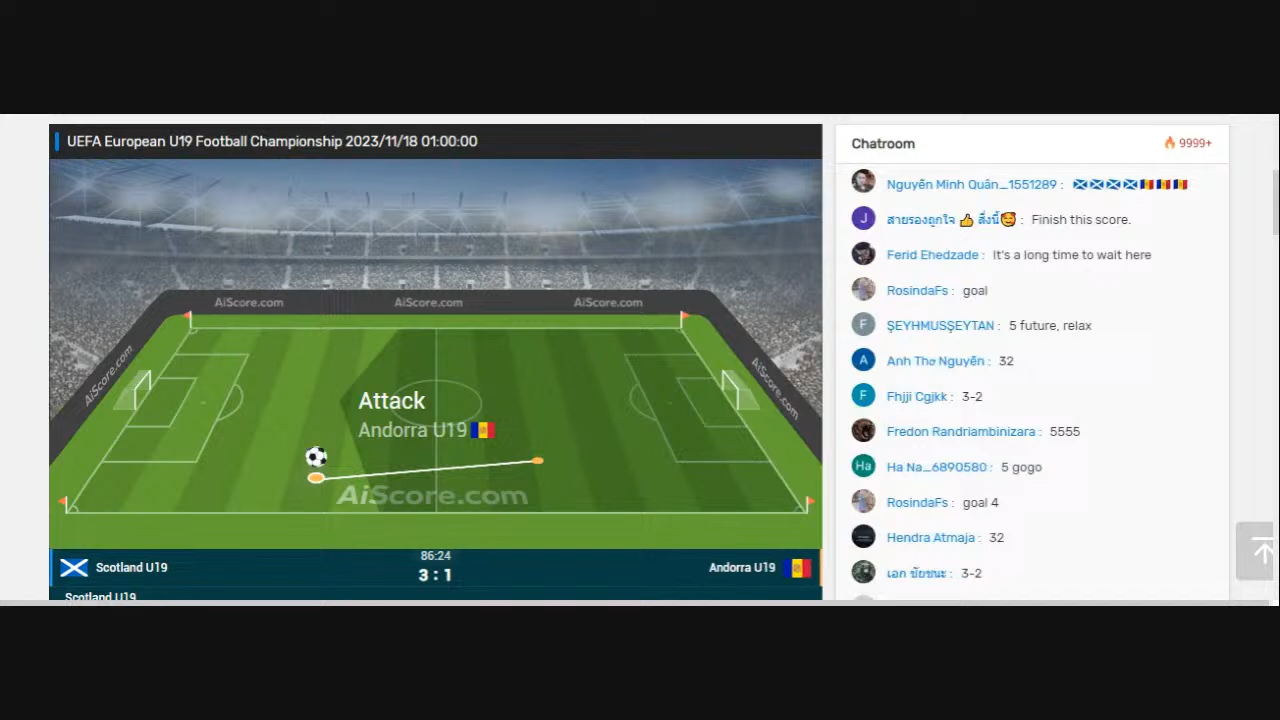 UEFA European U19 Football Championship 2023/11/18 01:00:00
AiScore.com
AiScore.com
AiScore.com
AiScore.com
AiScore.com
Attack
Andorra U19
AiScore.com
86:24
Scotland U19
3 : 1
Andorra U19
Scotland U19
Chatroom
9999+
Nguyễn Minh Quân_1551289 :
J
สายรองถูกใจ 👍 สิ่งนี้🥰 : Finish this score.
Ferid Ehedzade : It's a long time to wait here
RosindaFs : goal
F
ŞEYHMUSŞEYTAN : 5 future, relax
A
Anh Thơ Nguyễn : 32
F
Fhjji Cgjkk : 3-2
Fredon Randriambinizara : 5555
Ha
Ha Na_6890580 : 5 gogo
RosindaFs : goal 4
Hendra Atmaja : 32
เอก ชัยชนะ : 3-2